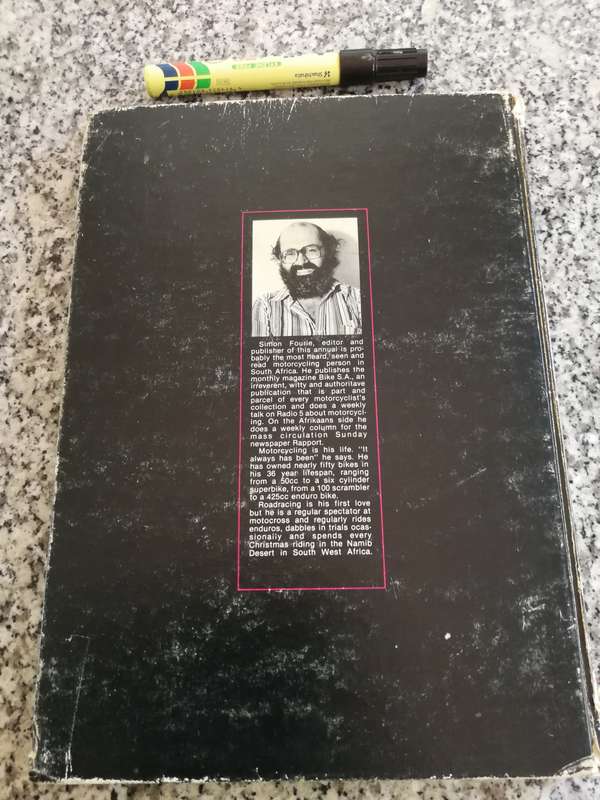 Shachihata
Simon Fourie, editor and
publisher of this annual is pro-
bably the most heard, seen and
read motorcycling person in
South Africa. He publishes the
monthly magazine Bike S.A., an
irreverent, witty and authoritave
publication that is part and
parcel of every motorcyclist's
collection and does a weekly
talk on Radio 5 about motorcycl-
ing. On the Afrikaans side he
does a weekly column for the
mass circulation Sunday
newspaper Rapport.
Motorcycling is his life. "It
always has been" he says. He
has owned nearly fifty bikes in
his 36 year lifespan, ranging
from a 50cc to a six cylinder
superbike, from a 100 scrambler
to a 425cc enduro bike.
Roadracing is his first love
but he is a regular spectator at
motocross and regularly rides
enduros, dabbles in trials ocas-
sionally and spends every
Christmas riding in the Namib
Desert in South West Africa.